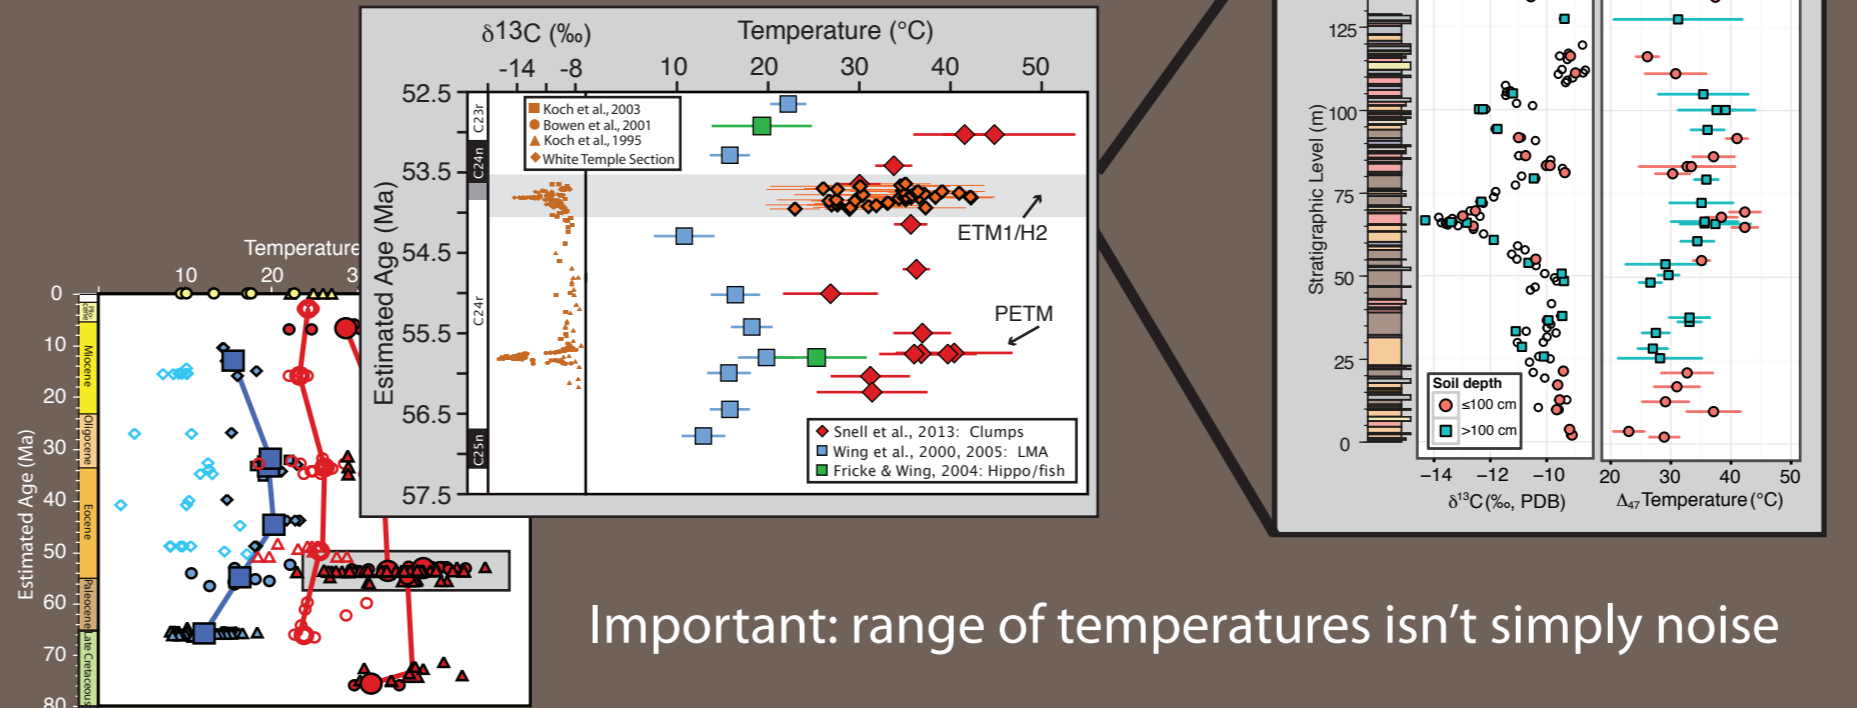 δ13C (‰)
Temperature (°C)
-14
-8
10
20
30
40
50
52.5
53.5
54.5
55.5
56.5
57.5
Estimated Age (Ma)
C23r
C24n
C24r
C25n
Koch et al., 2003
Bowen et al., 2001
Koch et al., 1995
White Temple Section
ETM1/H2
PETM
Snell et al., 2013: Clumps
Wing et al., 2000, 2005: LMA
Fricke & Wing, 2004: Hippo/fish
Temperature
10
20
3
0
10
20
30
40
50
60
70
80
Estimated Age (Ma)
Miocene
Oligocene
Eocene
Paleocene
Late Cretaceous
125
100
75
50
25
0
Stratigraphic Level (m)
Soil depth
≤100 cm
>100 cm
−14
−12
−10
δ13C(‰, PDB)
20
30
40
50
Δ47 Temperature (°C)
Important: range of temperatures isn't simply noise